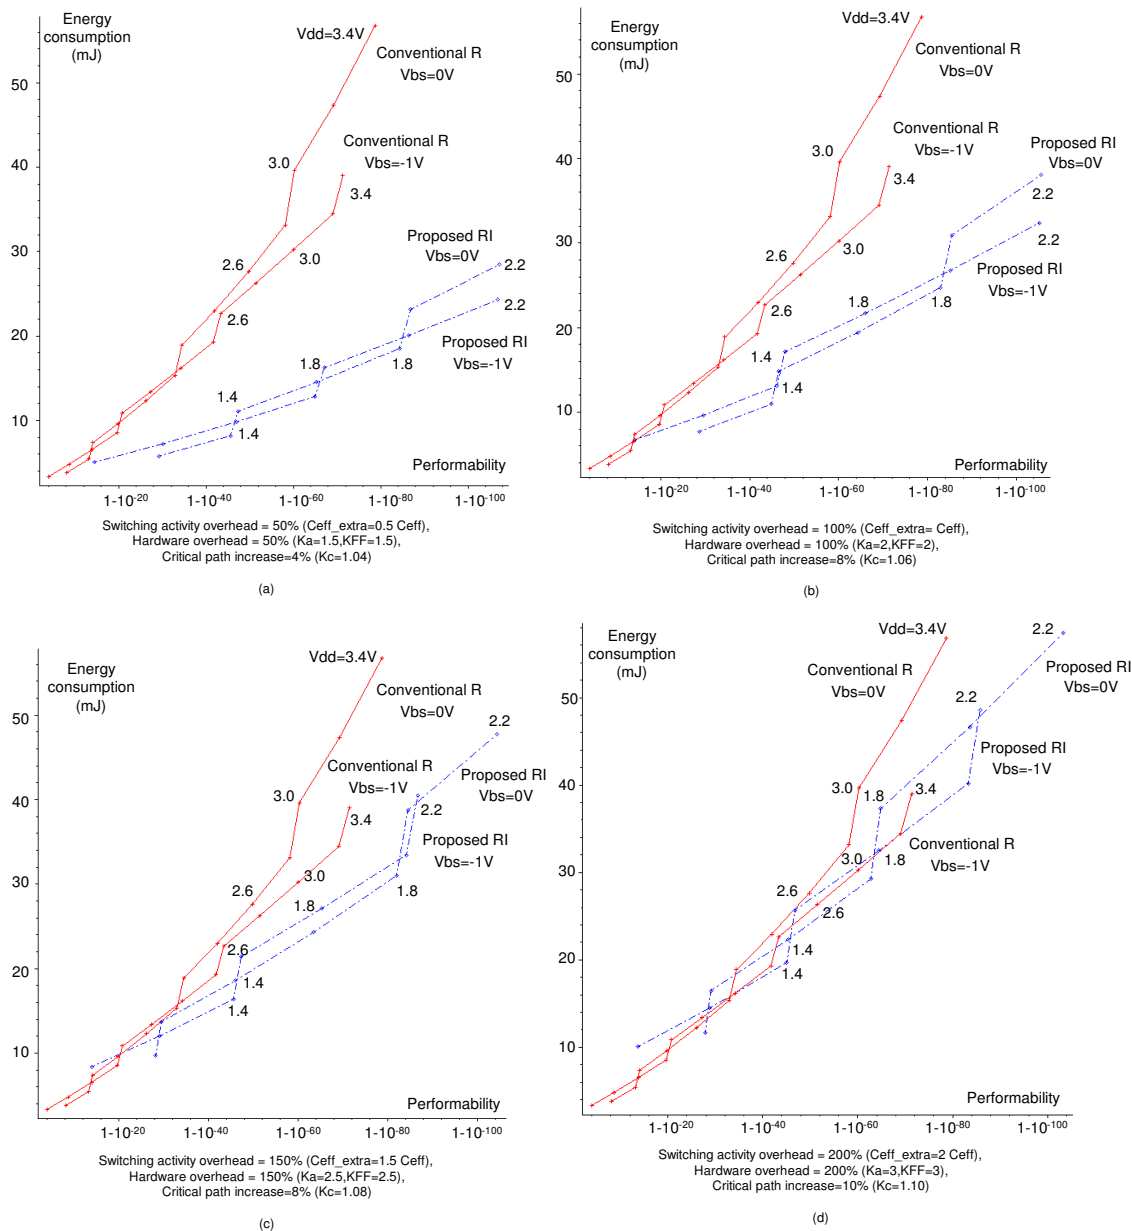 Energy
consumption
(mJ)
Vdd=3.4V
Conventional R
Vbs=0V
50
Conventional R
Vbs=-1V
3.0
40
3.4
Proposed RI
Vbs=0V
30
2.6
3.0
2.2
2.2
20
2.6
Proposed RI
Vbs=-1V
1.8
1.8
1.4
10
1.4
Performability
1-10-20
1-10-40
1-10-60
1-10-80
1-10-100
Switching activity overhead = 50% (Ceff_extra=0.5 Ceff),
Hardware overhead = 50% (Ka=1.5,KFF=1.5),
Critical path increase=4% (Kc=1.04)
(a)
Energy
consumption
(mJ)
Vdd=3.4V
Conventional R
Vbs=0V
50
Conventional R
Vbs=-1V
3.0
40
3.4
Proposed RI
Vbs=0V
2.2
30
2.6
3.0
2.2
Proposed RI
Vbs=-1V
1.8
1.8
20
1.4
1.4
10
Performability
1-10-20
1-10-40
1-10-60
1-10-80
1-10-100
Switching activity overhead = 100% (Ceff_extra= Ceff),
Hardware overhead = 100% (Ka=2,KFF=2),
Critical path increase=8% (Kc=1.06)
(b)
Energy
consumption
(mJ)
Vdd=3.4V
Conventional R
Vbs=0V
50
2.2
Conventional R
Vbs=-1V
Proposed RI
Vbs=0V
3.0
40
3.4
2.2
Proposed RI
Vbs=-1V
30
2.6
3.0
1.8
1.8
20
2.6
1.4
1.4
10
Performability
1-10-20
1-10-40
1-10-60
1-10-80
1-10-100
Switching activity overhead = 150% (Ceff_extra=1.5 Ceff),
Hardware overhead = 150% (Ka=2.5,KFF=2.5),
Critical path increase=8% (Kc=1.08)
(c)
Energy
consumption
(mJ)
Vdd=3.4V
2.2
Conventional R
Vbs=0V
Proposed RI
Vbs=0V
50
2.2
Proposed RI
Vbs=-1V
40
3.0
1.8
3.4
Conventional R
Vbs=-1V
30
3.0
1.8
2.6
2.6
20
1.4
1.4
10
Performability
1-10-20
1-10-40
1-10-60
1-10-80
1-10-100
Switching activity overhead = 200% (Ceff_extra=2 Ceff),
Hardware overhead = 200% (Ka=3,KFF=3),
Critical path increase=10% (Kc=1.10)
(d)